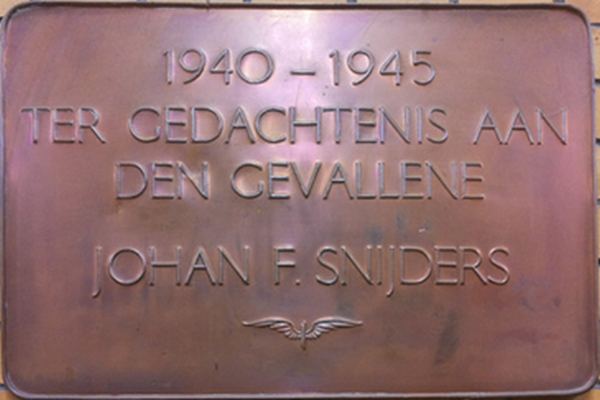 1940 – 1945
TER GEDACHTENIS AAN
DEN GEVALLENE
JOHAN F. SNIJDERS